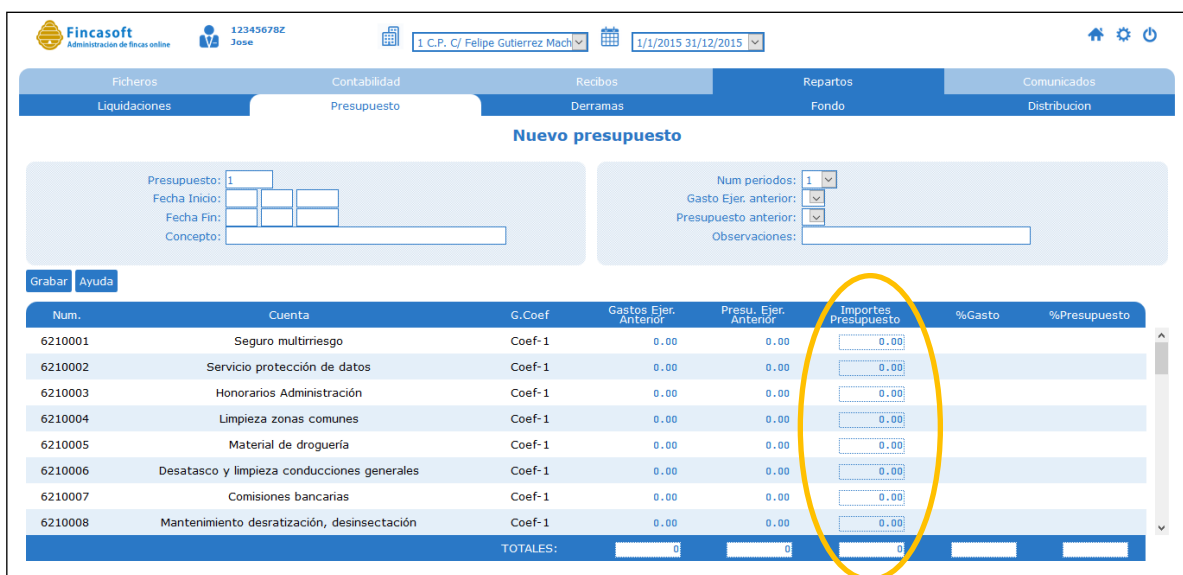 Fincasoft
Administracion de fincas online
12345678Z
Jose
1 C.P. C/ Felipe Gutierrez Mach
1/1/2015 31/12/2015
Ficheros Contabilidad Recibos Repartos Comunicados
Liquidaciones Presupuesto Derramas Fondo Distribucion
Nuevo presupuesto
Presupuesto: 1
Fecha Inicio:
Fecha Fin:
Concepto:
Num periodos: 1
Gasto Ejer. anterior:
Presupuesto anterior:
Observaciones:
Grabar Ayuda
Num. Cuenta G.Coef Gastos Ejer. Anterior Presu. Ejer. Anterior Importes Presupuesto %Gasto %Presupuesto
6210001 Seguro multirriesgo Coef-1 0.00 0.00 0.00
6210002 Servicio protección de datos Coef-1 0.00 0.00 0.00
6210003 Honorarios Administración Coef-1 0.00 0.00 0.00
6210004 Limpieza zonas comunes Coef-1 0.00 0.00 0.00
6210005 Material de droguería Coef-1 0.00 0.00 0.00
6210006 Desatasco y limpieza conducciones generales Coef-1 0.00 0.00 0.00
6210007 Comisiones bancarias Coef-1 0.00 0.00 0.00
6210008 Mantenimiento desratización, desinsectación Coef-1 0.00 0.00 0.00
TOTALES: 0 0 0